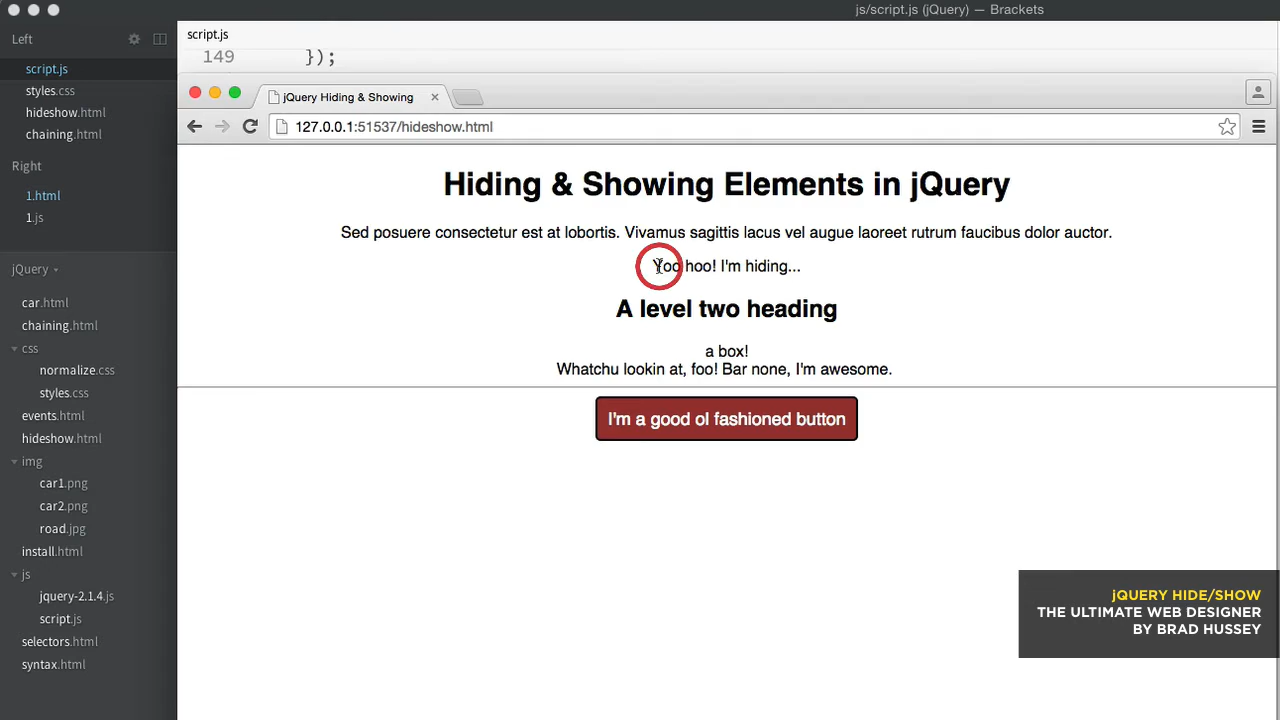 js/script.js (jQuery) — Brackets
Left
script.js
styles.css
hideshow.html
chaining.html
Right
1.html
1.js
jQuery
car.html
chaining.html
css
normalize.css
styles.css
events.html
hideshow.html
img
car1.png
car2.png
road.jpg
install.html
js
jquery-2.1.4.js
script.js
selectors.html
syntax.html
script.js
149 });
jQuery Hiding & Showing
127.0.0.1:51537/hideshow.html
Hiding & Showing Elements in jQuery
Sed posuere consectetur est at lobortis. Vivamus sagittis lacus vel augue laoreet rutrum faucibus dolor auctor.
Yoo hoo! I'm hiding...
A level two heading
a box!
Whatchu lookin at, foo! Bar none, I'm awesome.
I'm a good ol fashioned button
jQUERY HIDE/SHOW
THE ULTIMATE WEB DESIGNER
BY BRAD HUSSEY